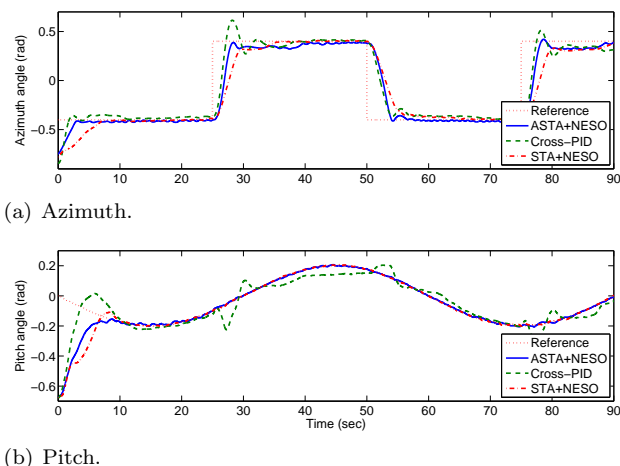 0.5
0
−0.5
Azimuth angle (rad)
Reference
ASTA+NESO
Cross−PID
STA+NESO
0 10 20 30 40 50 60 70 80 90
(a) Azimuth.
0.2
0
−0.2
−0.4
−0.6
Pitch angle (rad)
Reference
ASTA+NESO
Cross−PID
STA+NESO
0 10 20 30 40 50 60 70 80 90
Time (sec)
(b) Pitch.